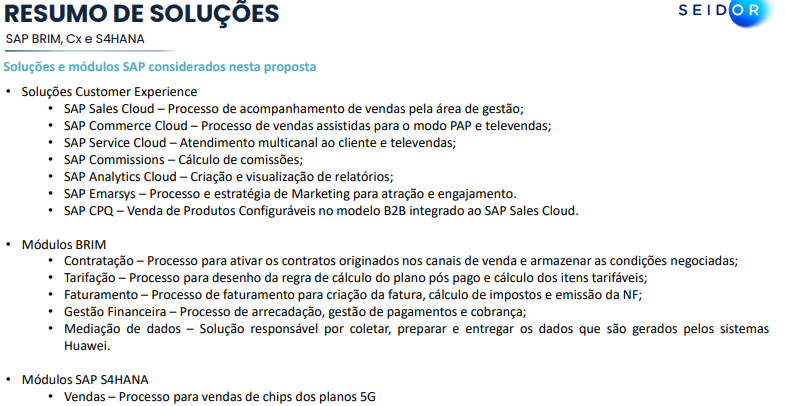 RESUMO DE SOLUÇÕES
SEIDOR
SAP BRIM, Cx e S4HANA
Soluções e módulos SAP considerados nesta proposta
• Soluções Customer Experience
• SAP Sales Cloud – Processo de acompanhamento de vendas pela área de gestão;
• SAP Commerce Cloud – Processo de vendas assistidas para o modo PAP e televendas;
• SAP Service Cloud – Atendimento multicanal ao cliente e televendas;
• SAP Commissions – Cálculo de comissões;
• SAP Analytics Cloud – Criação e visualização de relatórios;
• SAP Emarsys – Processo e estratégia de Marketing para atração e engajamento.
• SAP CPQ – Venda de Produtos Configuráveis no modelo B2B integrado ao SAP Sales Cloud.
• Módulos BRIM
• Contratação – Processo para ativar os contratos originados nos canais de venda e armazenar as condições negociadas;
• Tarifação – Processo para desenho da regra de cálculo do plano pós pago e cálculo dos itens tarifáveis;
• Faturamento – Processo de faturamento para criação da fatura, cálculo de impostos e emissão da NF;
• Gestão Financeira – Processo de arrecadação, gestão de pagamentos e cobrança;
• Mediação de dados – Solução responsável por coletar, preparar e entregar os dados que são gerados pelos sistemas
Huawei.
• Módulos SAP S4HANA
• Vendas – Processo para vendas de chips dos planos 5G